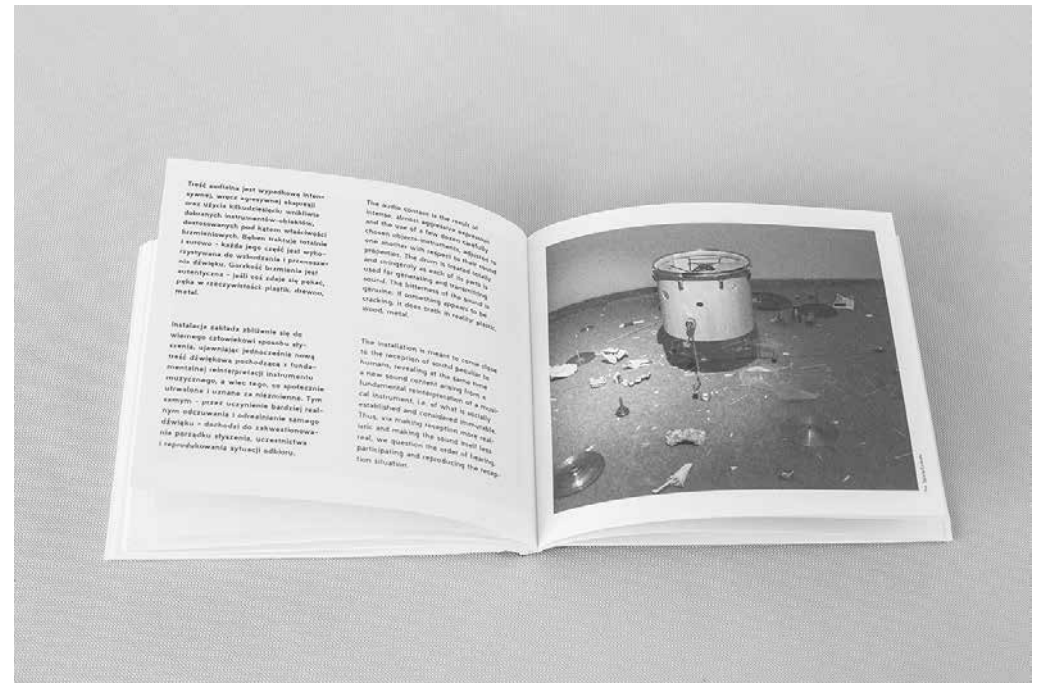 Treść audialna jest wypadkową inten-
sywnej, wręcz agresywnej ekspresji
oraz użycia kilkudziesięciu wnikliwie
dobranych instrumentów-obiektów,
dostosowanych pod kątem właściwości
brzmieniowych. Bęben traktuję totalnie
i surowo – każda jego część jest wyko-
rzystywana do wzbudzania i przenosze-
nia dźwięku. Gorzkość brzmienia jest
autentyczna – jeśli coś zdaje się pękać,
pęka w rzeczywistości: plastik, drewno,
metal.
Instalacja zakłada zbliżenie się do
wiernego człowiekowi sposobu sły-
szenia, ujawniając jednocześnie nową
treść dźwiękową pochodzącą z funda-
mentalnej reinterpretacji instrumentu
muzycznego, a więc tego, co społecznie
utrwalone i uznane za niezmienne. Tym
samym – przez uczynienie bardziej real-
nym odczuwania i odrealnienie samego
dźwięku – dochodzi do zakwestionowa-
nia porządku słyszenia, uczestnictwa
i reprodukowania sytuacji odbioru.
The audio content is the result of
intense, almost aggressive expression
and the use of a few dozen carefully
chosen objects-instruments, adjusted to
one another with respect to their sound
properties. The drum is treated totally
and stringently as each of its parts is
used for generating and transmitting
sound. The bitterness of the sound is
genuine: if something appears to be
cracking, it does crack in reality: plastic,
wood, metal.
The installation is meant to come close
to the reception of sound peculiar to
humans, revealing at the same time
a new sound content arising from a
fundamental reinterpretation of a musi-
cal instrument, i.e. of what is socially
established and considered immutable.
Thus, via making reception more real-
istic and making the sound itself less
real, we question the order of hearing,
participating and reproducing the recep-
tion situation.